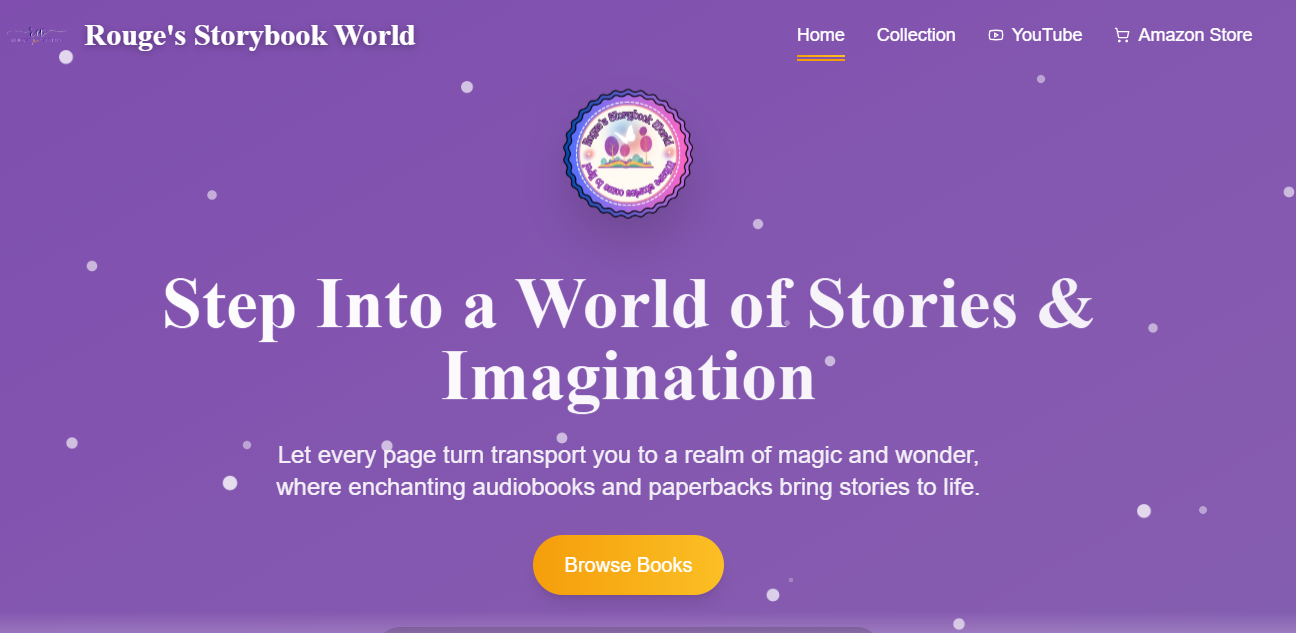 Rouge's Storybook World
Home
Collection
YouTube
Amazon Store
Rouge's Storybook World
Where stories come to life!
Step Into a World of Stories &
Imagination
Let every page turn transport you to a realm of magic and wonder,
where enchanting audiobooks and paperbacks bring stories to life.
Browse Books